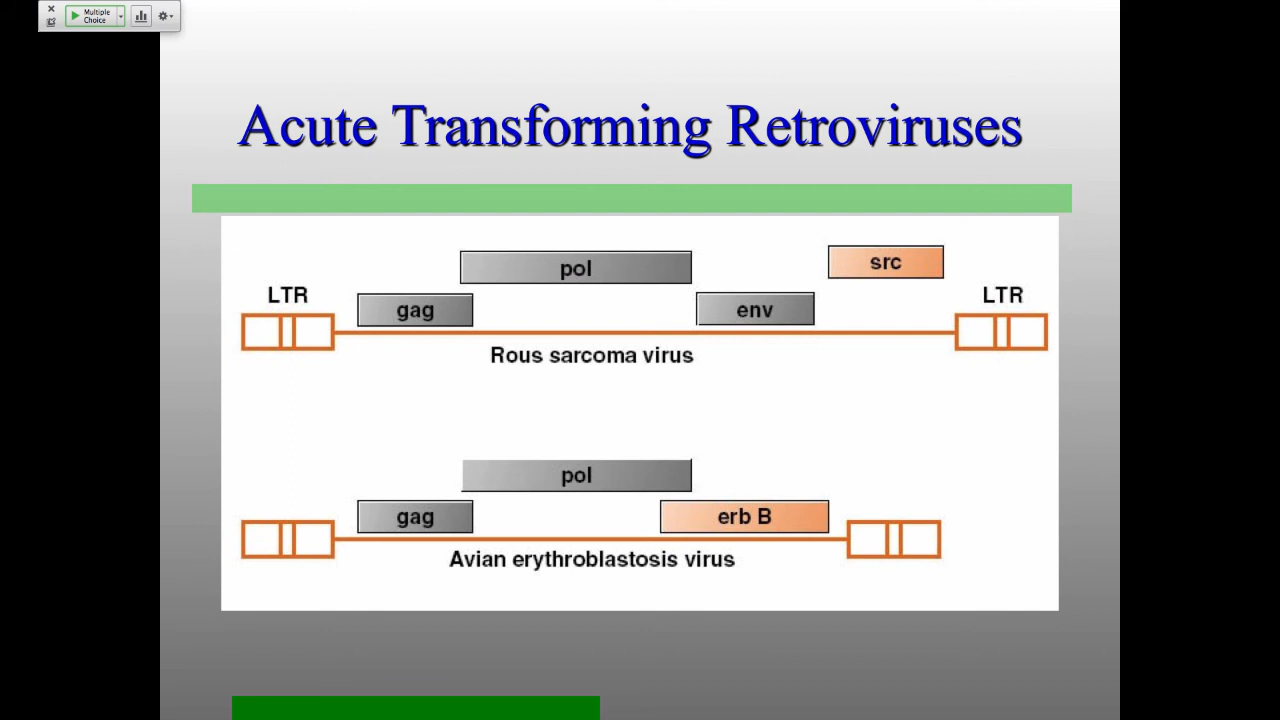 Multiple
Choice
Acute Transforming Retroviruses
pol
src
LTR
LTR
gag
env
Rous sarcoma virus
pol
gag
erb B
Avian erythroblastosis virus